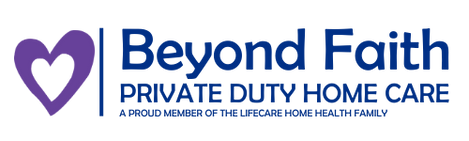 Beyond Faith
PRIVATE DUTY HOME CARE
A PROUD MEMBER OF THE LIFECARE HOME HEALTH FAMILY